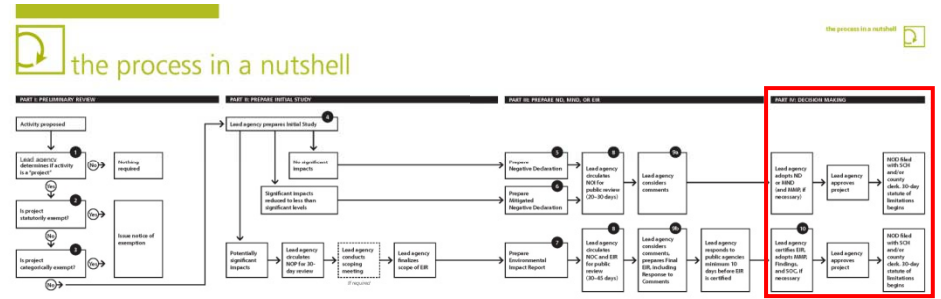 the process in a nutshell
the process in a nutshell
PART I: PRELIMINARY REVIEW
PART II: PREPARE INITIAL STUDY
PART III: PREPARE ND, MND, OR EIR
PART IV: DECISION MAKING
Activity proposed
1
Lead agency
determines if activity
is a "project"
No
Nothing
required
Yes
2
Is project
statutorily exempt?
Yes
No
3
Is project
categorically exempt?
Yes
No
Issue notice of
exemption
4
Lead agency prepares Initial Study
No significant
impacts
Significant impacts
reduced to less than
significant levels
Potentially
significant
impacts
Lead agency
circulates
NOP for 30-
day review
Lead agency
conducts
scoping
meeting
If required
Lead agency
finalizes
scope of EIR
5
Prepare
Negative Declaration
6
Prepare
Mitigated
Negative Declaration
8
Lead agency
circulates
NOI for
public review
(20–30 days)
9a
Lead agency
considers
comments
7
Prepare
Environmental
Impact Report
8
Lead agency
circulates
NOC and EIR
for public
review
(30–45 days)
9b
Lead agency
considers
comments,
prepares Final
EIR, including
Response to
Comments
Lead agency
responds to
public agencies
minimum 10
days before EIR
is certified
Lead agency
adopts ND
or MND
(and MMP, if
necessary)
Lead agency
approves
project
NOD filed
with SCH
and/or
county
clerk. 30-day
statute of
limitations
begins
10
Lead agency
certifies EIR,
adopts MMP,
Findings,
and SOC, if
necessary
Lead agency
approves
project
NOD filed
with SCH
and/or
county
clerk. 30-day
statute of
limitations
begins